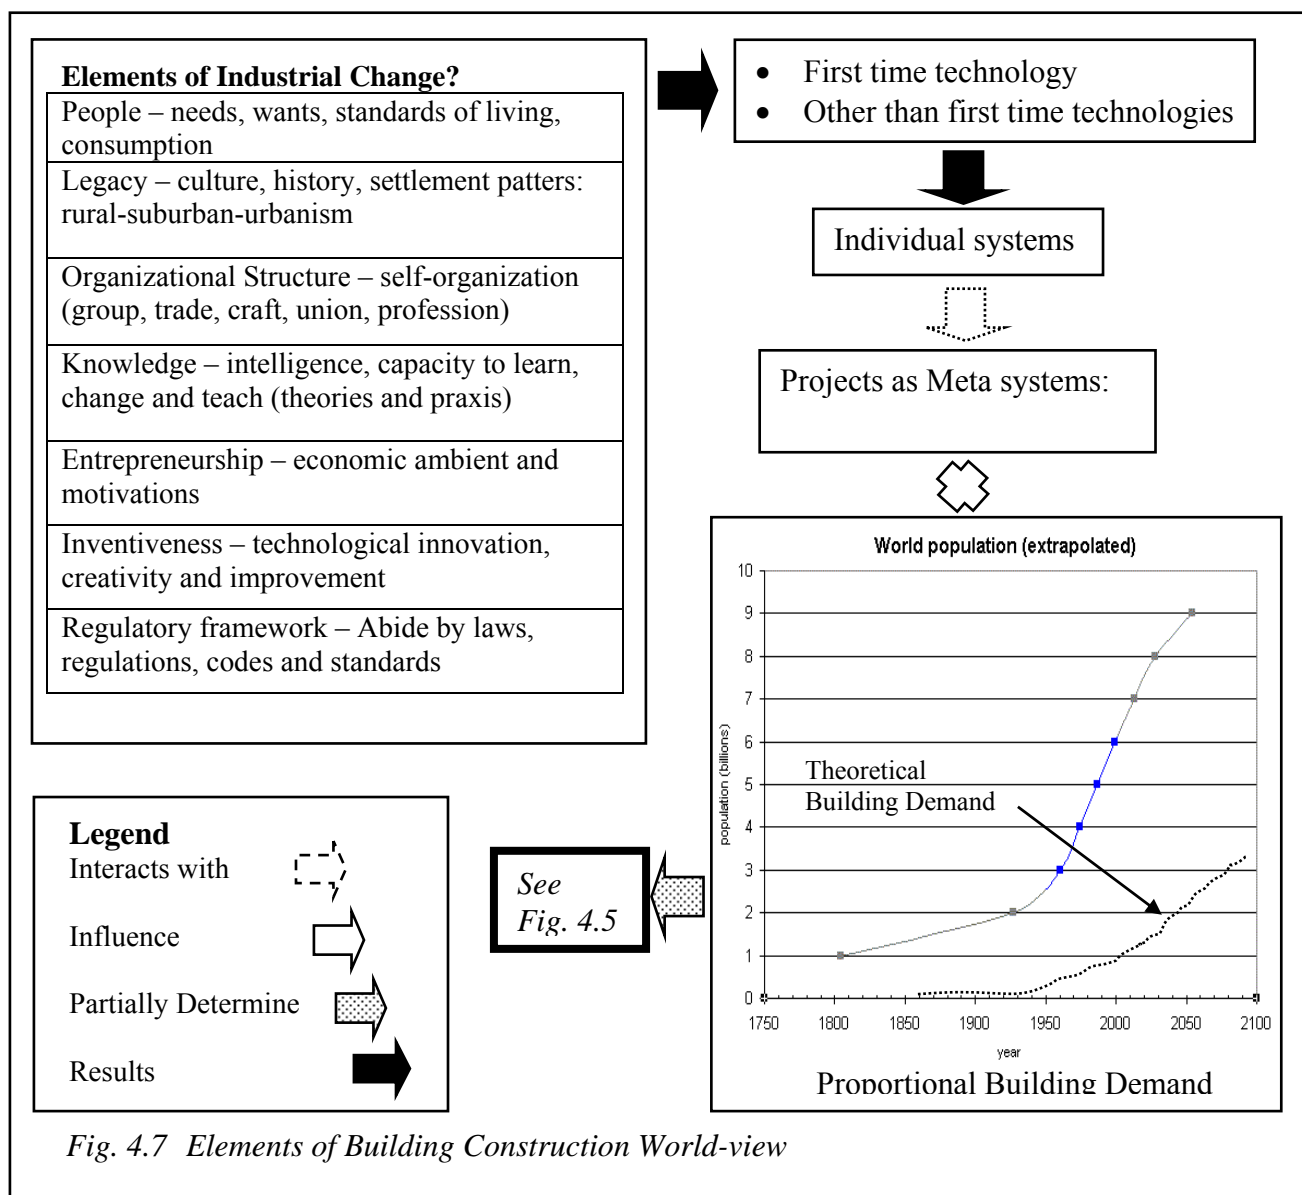 Elements of Industrial Change?
People – needs, wants, standards of living,
consumption
Legacy – culture, history, settlement patters:
rural-suburban-urbanism
Organizational Structure – self-organization
(group, trade, craft, union, profession)
Knowledge – intelligence, capacity to learn,
change and teach (theories and praxis)
Entrepreneurship – economic ambient and
motivations
Inventiveness – technological innovation,
creativity and improvement
Regulatory framework – Abide by laws,
regulations, codes and standards
• First time technology
• Other than first time technologies
Individual systems
Projects as Meta systems:
World population (extrapolated)
population (billions)
10
9
8
7
6
5
4
3
2
1
0
Theoretical
Building Demand
1750 1800 1850 1900 1950 2000 2050 2100
year
Proportional Building Demand
See
Fig. 4.5
Legend
Interacts with
Influence
Partially Determine
Results
Fig. 4.7 Elements of Building Construction World-view